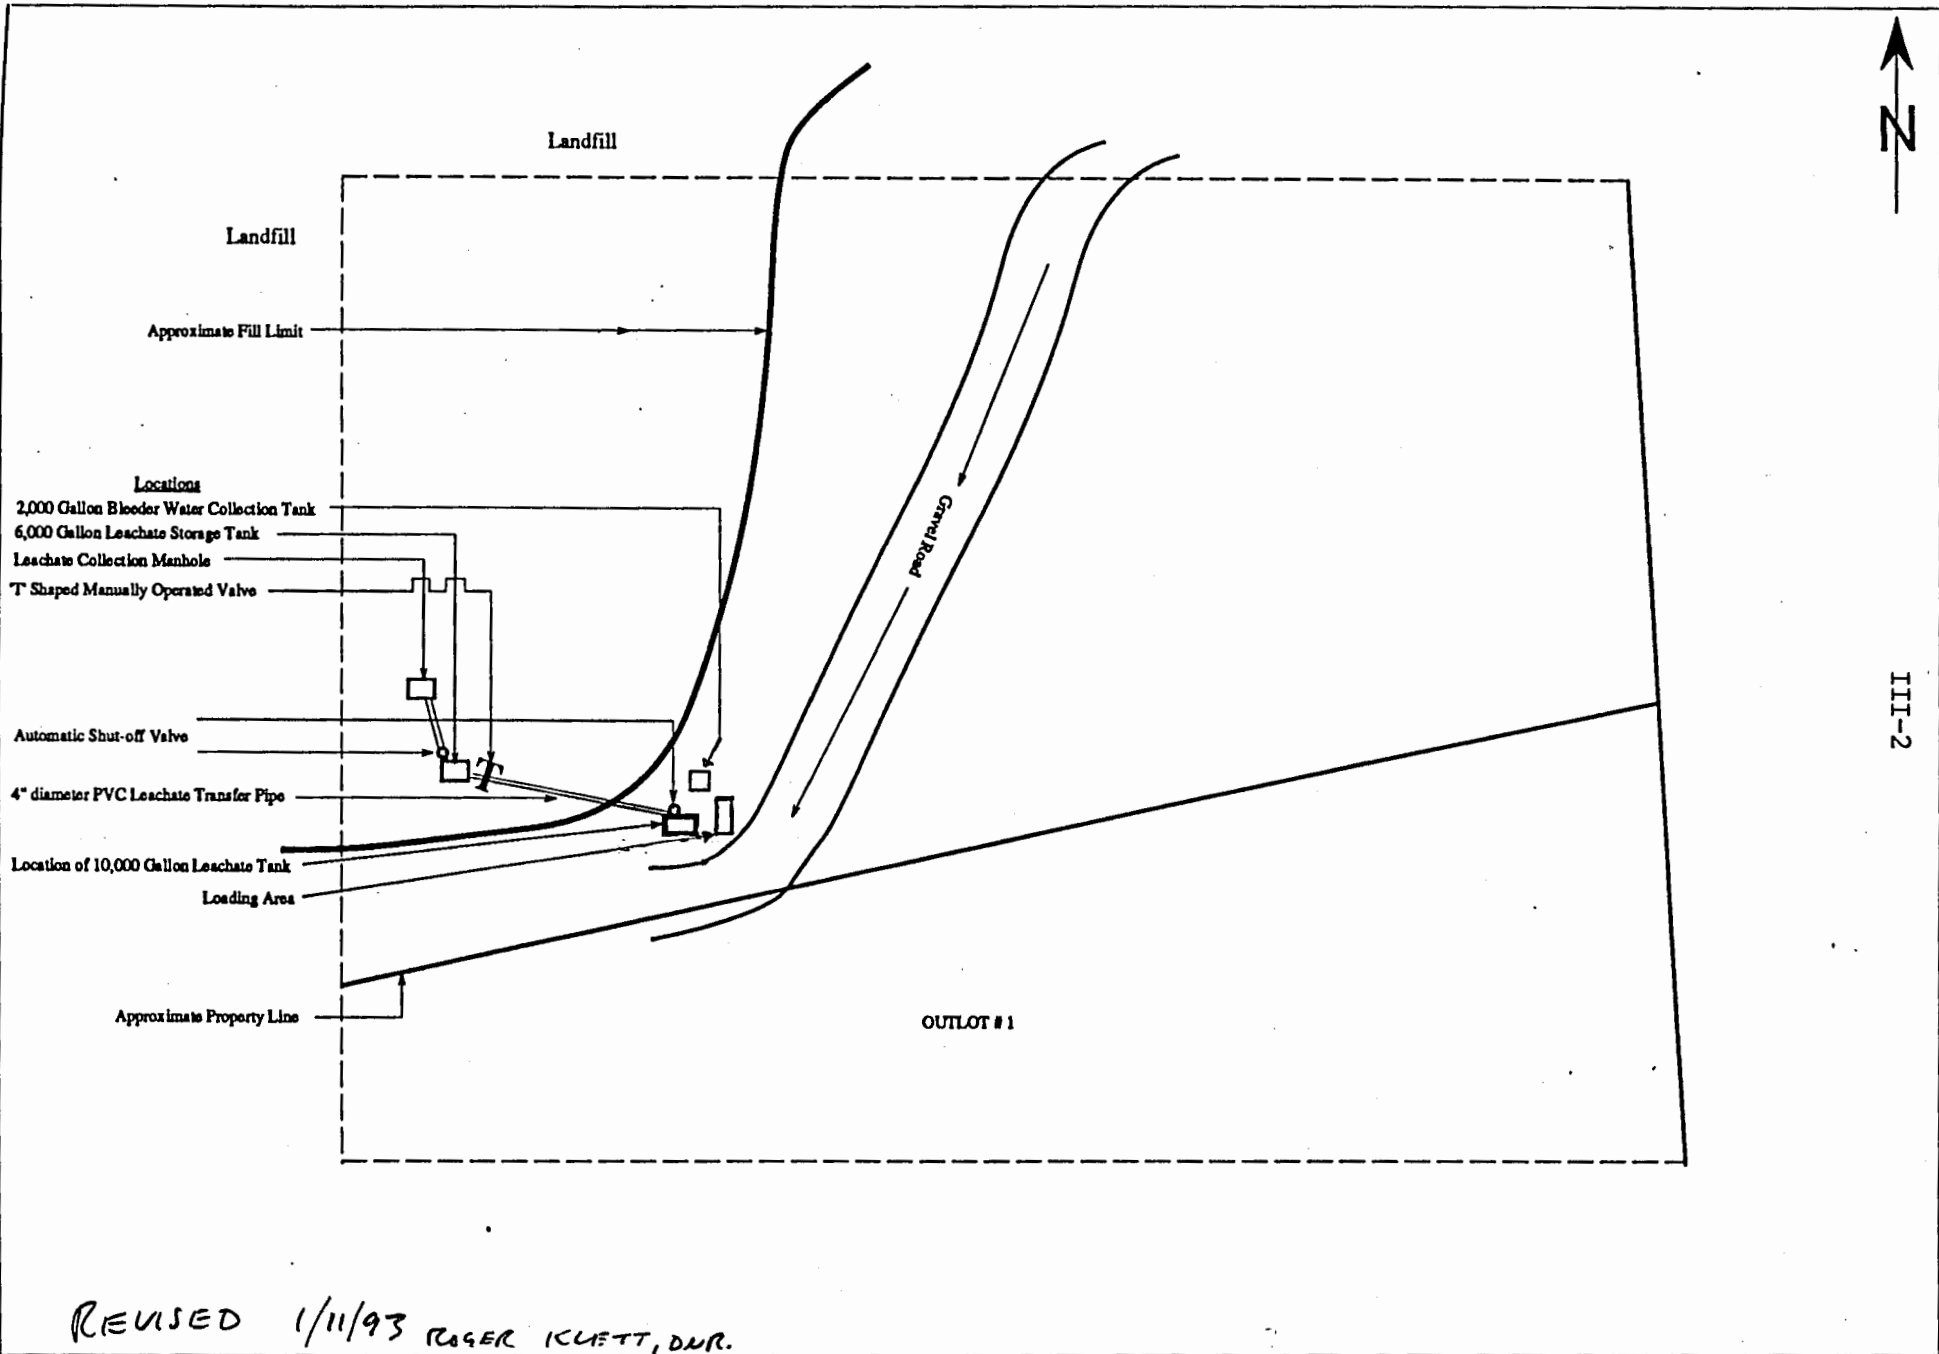 N
Landfill
Landfill
Approximate Fill Limit
Locations
2,000 Gallon Bleeder Water Collection Tank
6,000 Gallon Leachate Storage Tank
Leachate Collection Manhole
'T' Shaped Manually Operated Valve
Gravel Road
III-2
Automatic Shut-off Valve
4" diameter PVC Leachate Transfer Pipe
Location of 10,000 Gallon Leachate Tank
Loading Area
Approximate Property Line
OUTLOT # 1
REVISED 1/11/93 ROGER KLETT, DNR.